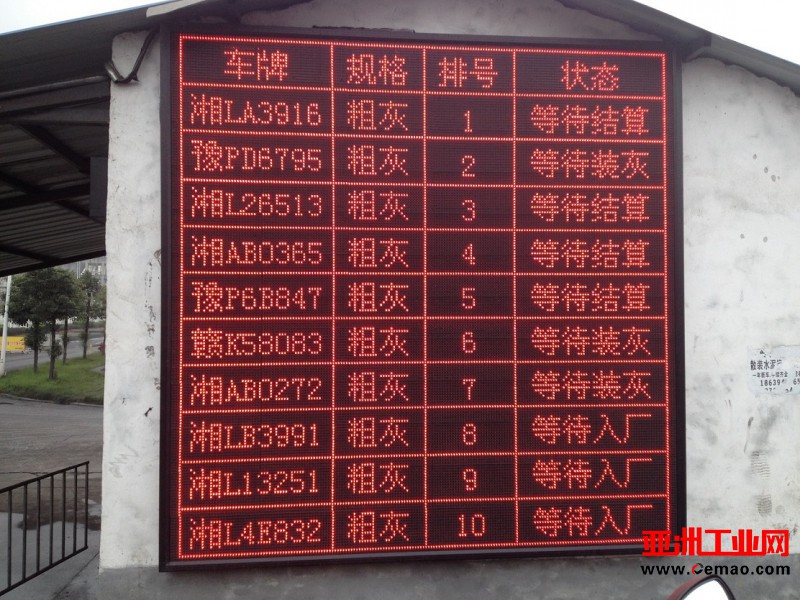 车牌 规格 排号 状态
湘LA3916 粗灰 1 等待结算
豫PD6795 粗灰 2 等待装灰
湘L26513 粗灰 3 等待结算
湘AB0365 粗灰 4 等待结算
豫P6B847 粗灰 5 等待结算
赣K58083 粗灰 6 等待装灰
湘AB0272 粗灰 7 等待装灰
湘LB3991 粗灰 8 等待入厂
湘L13251 粗灰 9 等待入厂
湘L4E832 粗灰 10 等待入厂
散装水泥
亚洲工业网
www.Cemao.com